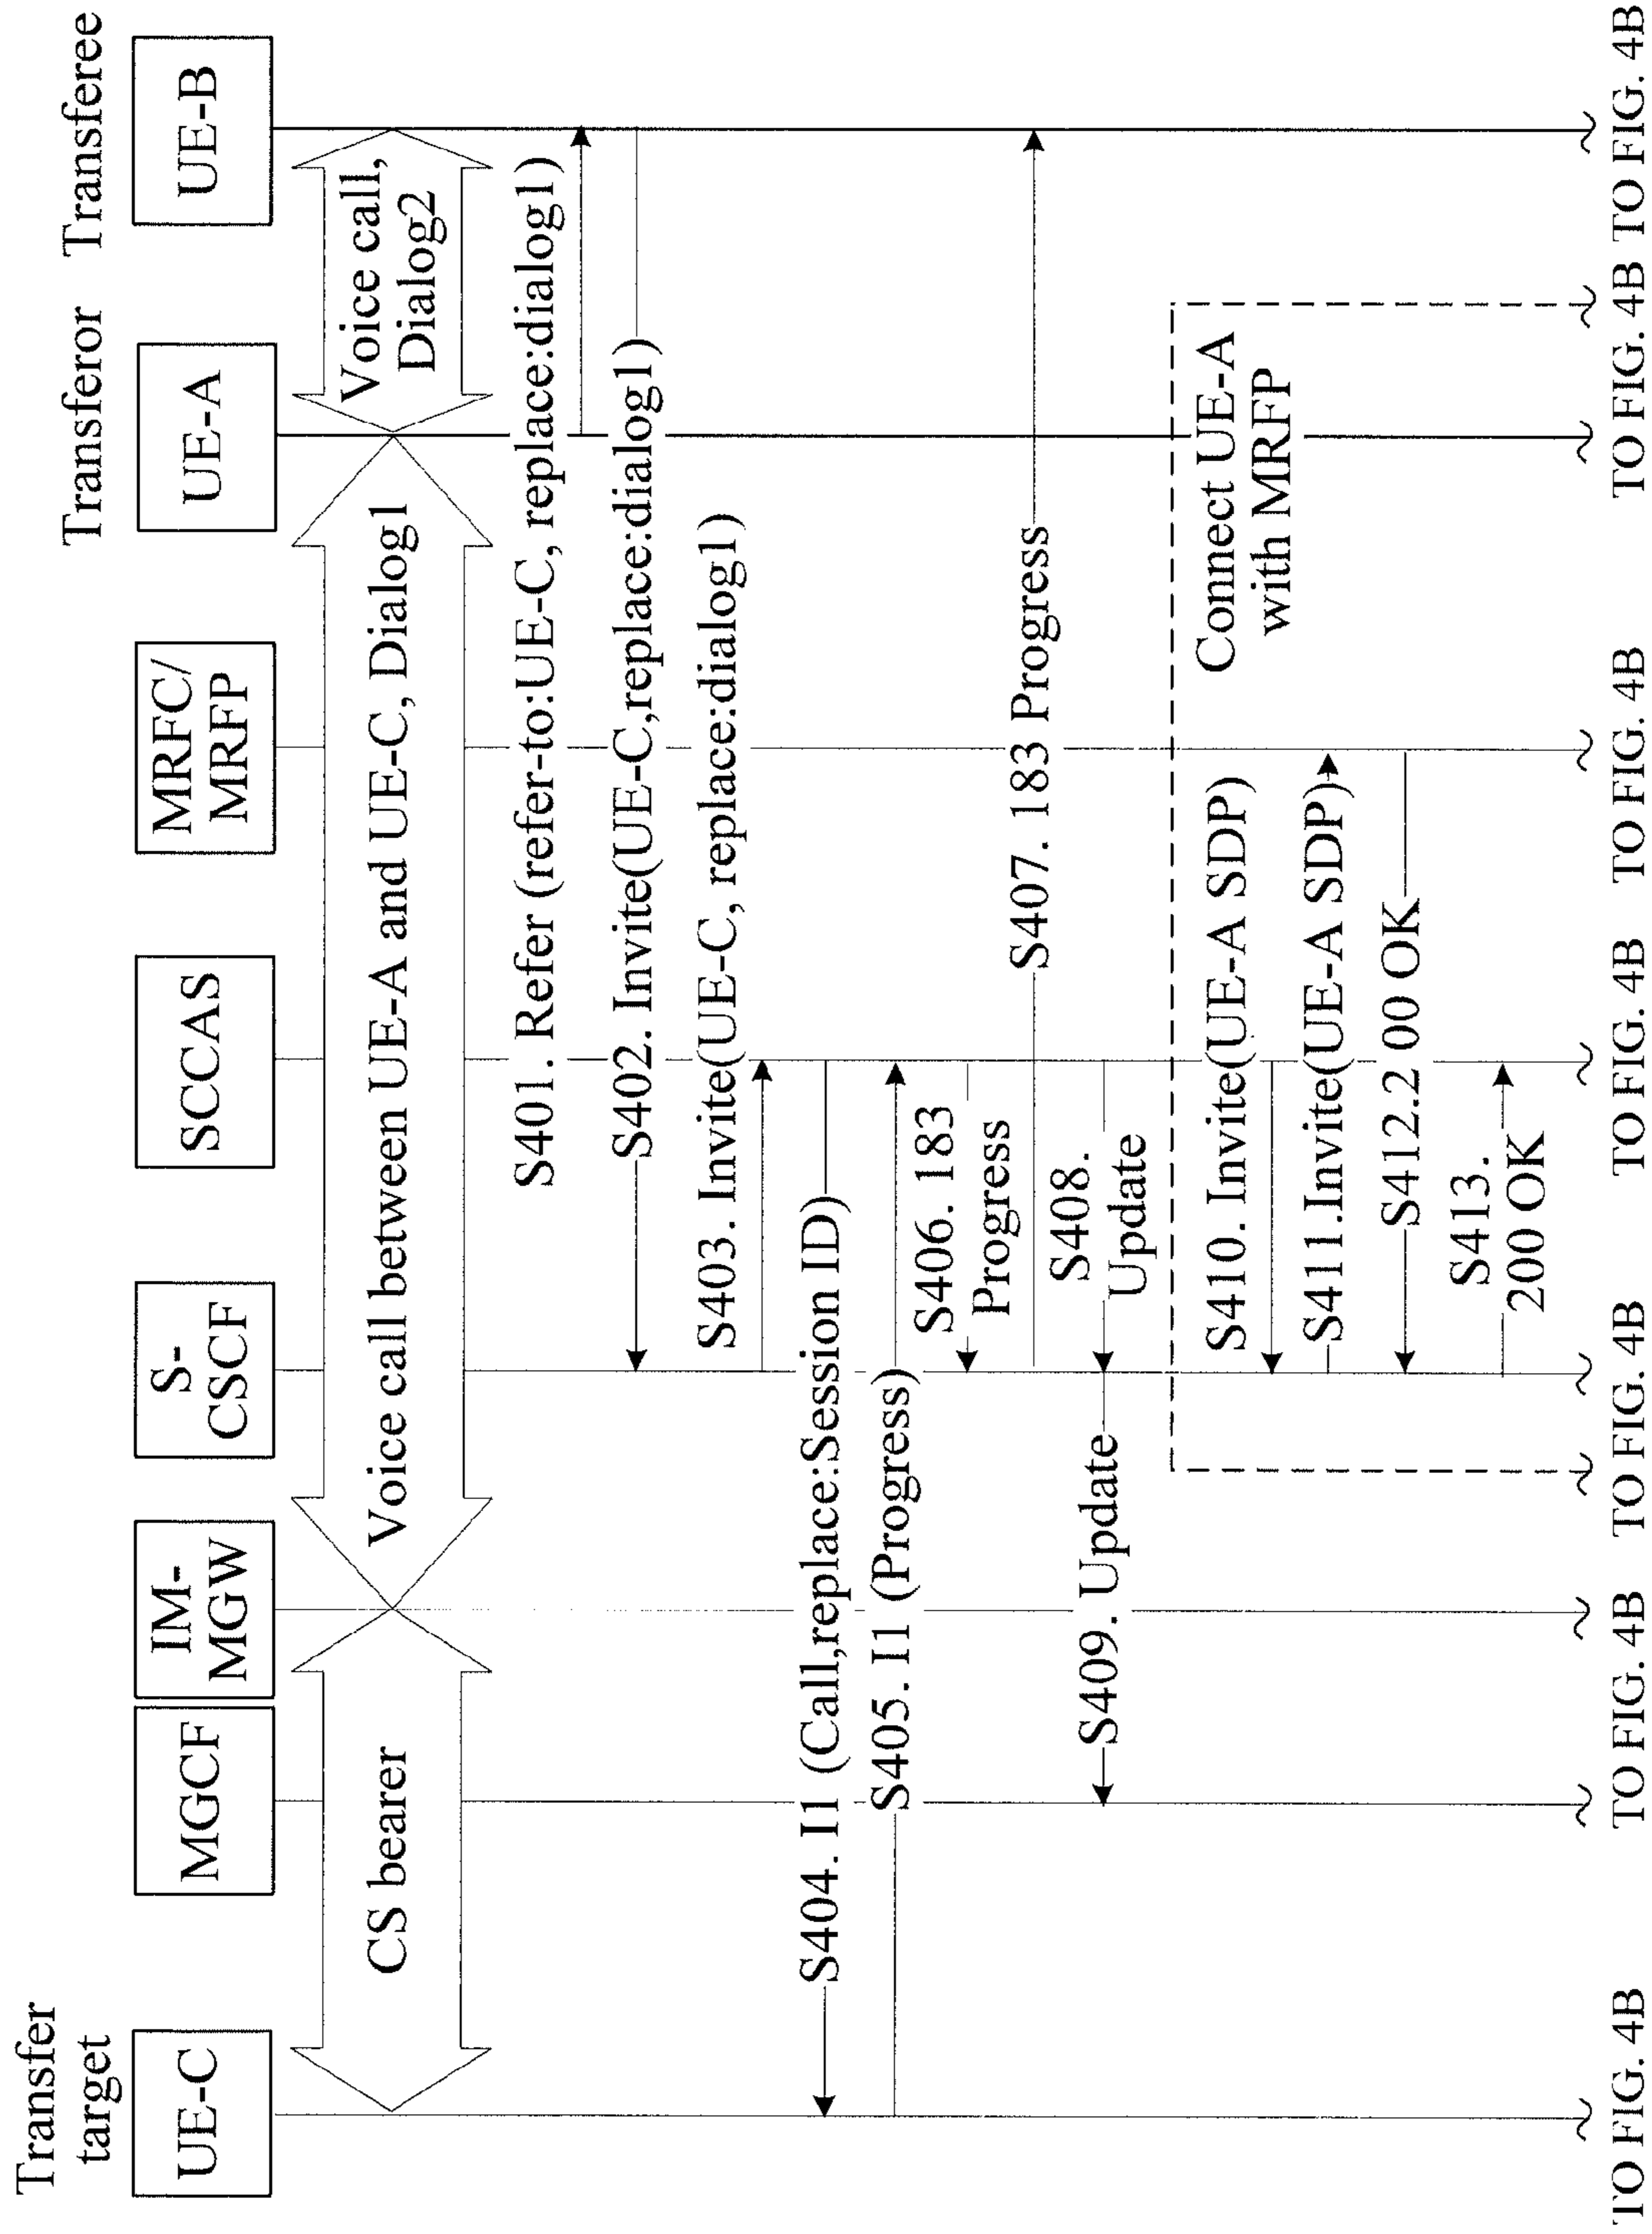 Transfer
target
Transferor
Transferee
UE-C
MGCF
IM-
MGW
S-
CSCF
SCCAS
MRFC/
MRFP
UE-A
UE-B
CS bearer
Voice call between UE-A and UE-C, Dialog1
Voice call,
Dialog2
S401. Refer (refer-to:UE-C, replace:dialog1)
S402. Invite(UE-C,replace:dialog1)
S403. Invite(UE-C, replace:dialog1)
S404. I1 (Call,replace:Session ID)
S405. I1 (Progress)
S406. 183
Progress
S407. 183 Progress
S408.
Update
S409. Update
Connect UE-A
with MRFP
S410. Invite(UE-A SDP)
S411.Invite(UE-A SDP)
S412.2 00 OK
S413.
200 OK
TO FIG. 4B
TO FIG. 4B
TO FIG. 4B
TO FIG. 4B
TO FIG. 4B
TO FIG. 4B
TO FIG. 4B
TO FIG. 4B